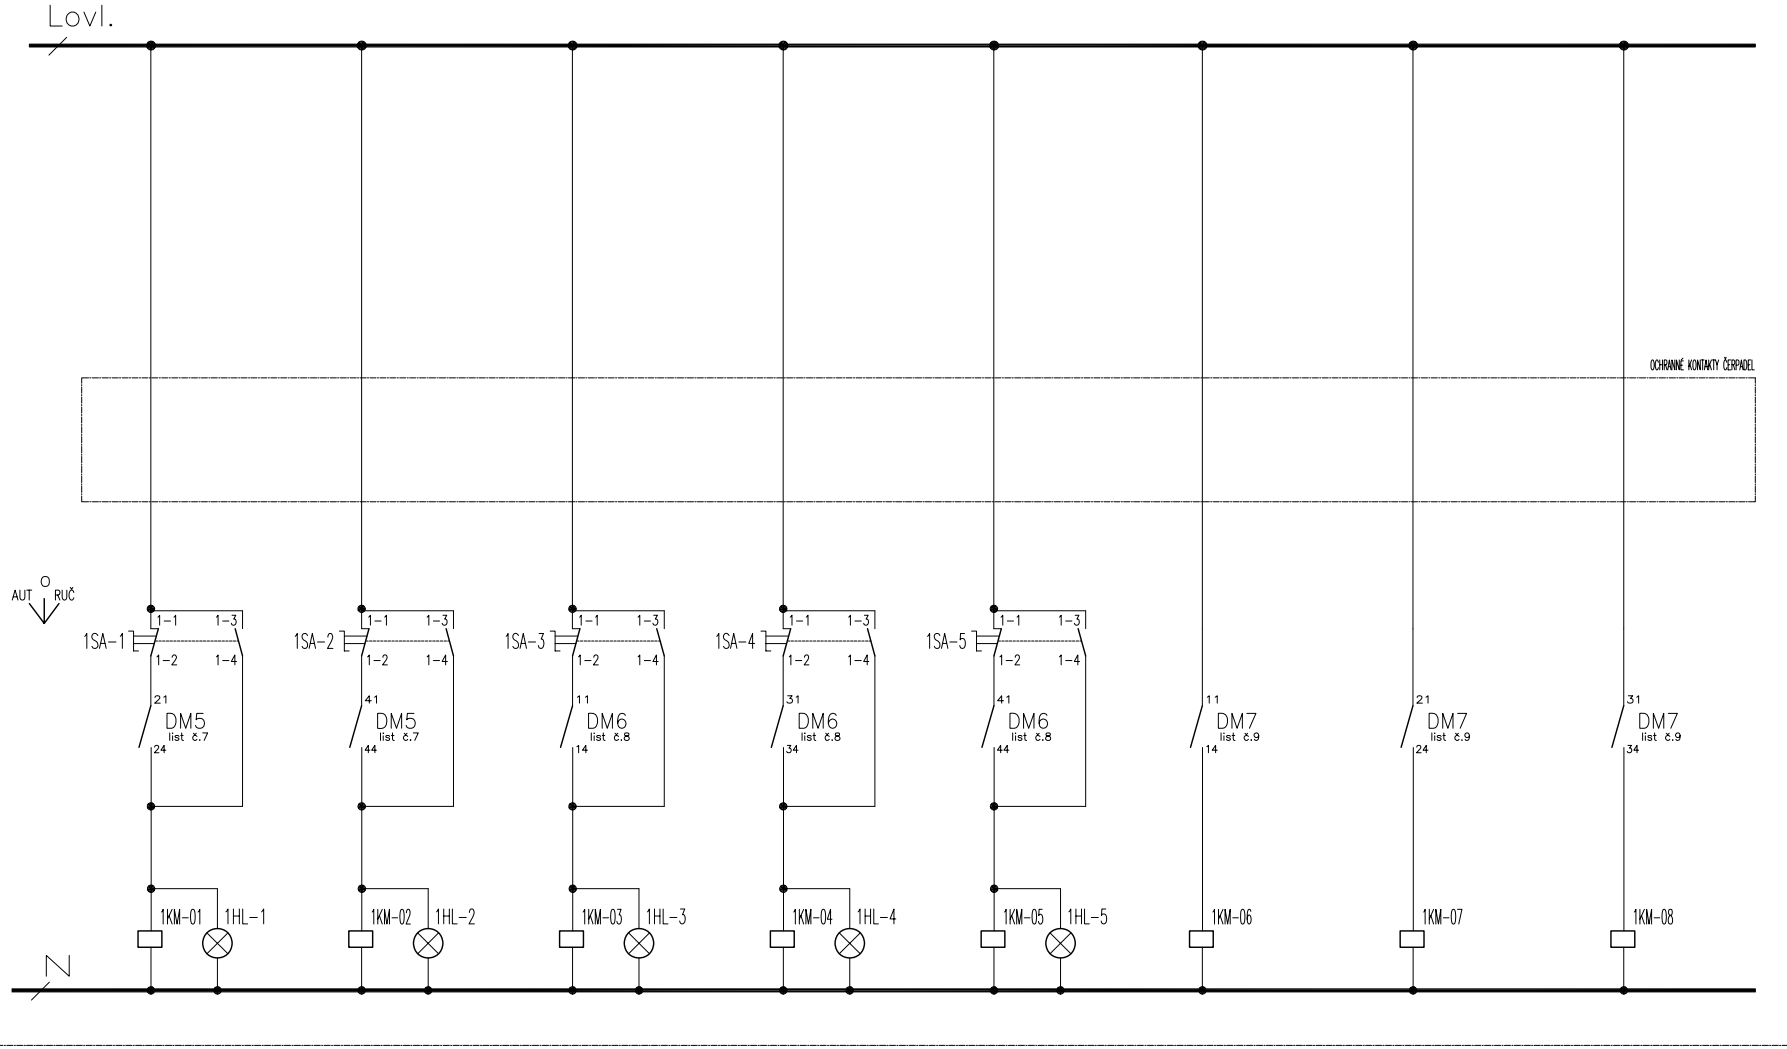 Lovl.
OCHRANNÉ KONTAKTY ČERPADEL
O
AUT RUČ
1-1 1-3 1-1 1-3 1-1 1-3 1-1 1-3 1-1 1-3
1SA-1 1SA-2 1SA-3 1SA-4 1SA-5
1-2 1-4 1-2 1-4 1-2 1-4 1-2 1-4 1-2 1-4
21 41 11 31 41 11 21 31
DM5 DM5 DM6 DM6 DM6 DM7 DM7 DM7
list č.7 list č.7 list č.8 list č.8 list č.8 list č.9 list č.9 list č.9
24 44 14 34 44 14 24 34
1KM-01 1HL-1 1KM-02 1HL-2 1KM-03 1HL-3 1KM-04 1HL-4 1KM-05 1HL-5 1KM-06 1KM-07 1KM-08
N